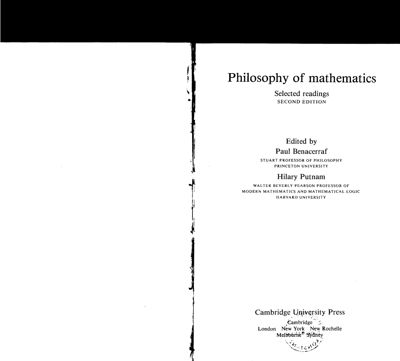 Philosophy of mathematics
Selected readings
SECOND EDITION
Edited by
Paul Benacerraf
STUART PROFESSOR OF PHILOSOPHY
PRINCETON UNIVERSITY
Hilary Putnam
WALTER BEVERLY PEARSON PROFESSOR OF
MODERN MATHEMATICS AND MATHEMATICAL LOGIC
HARVARD UNIVERSITY
Cambridge University Press
Cambridge
London New York New Rochelle
Melbourne Sydney